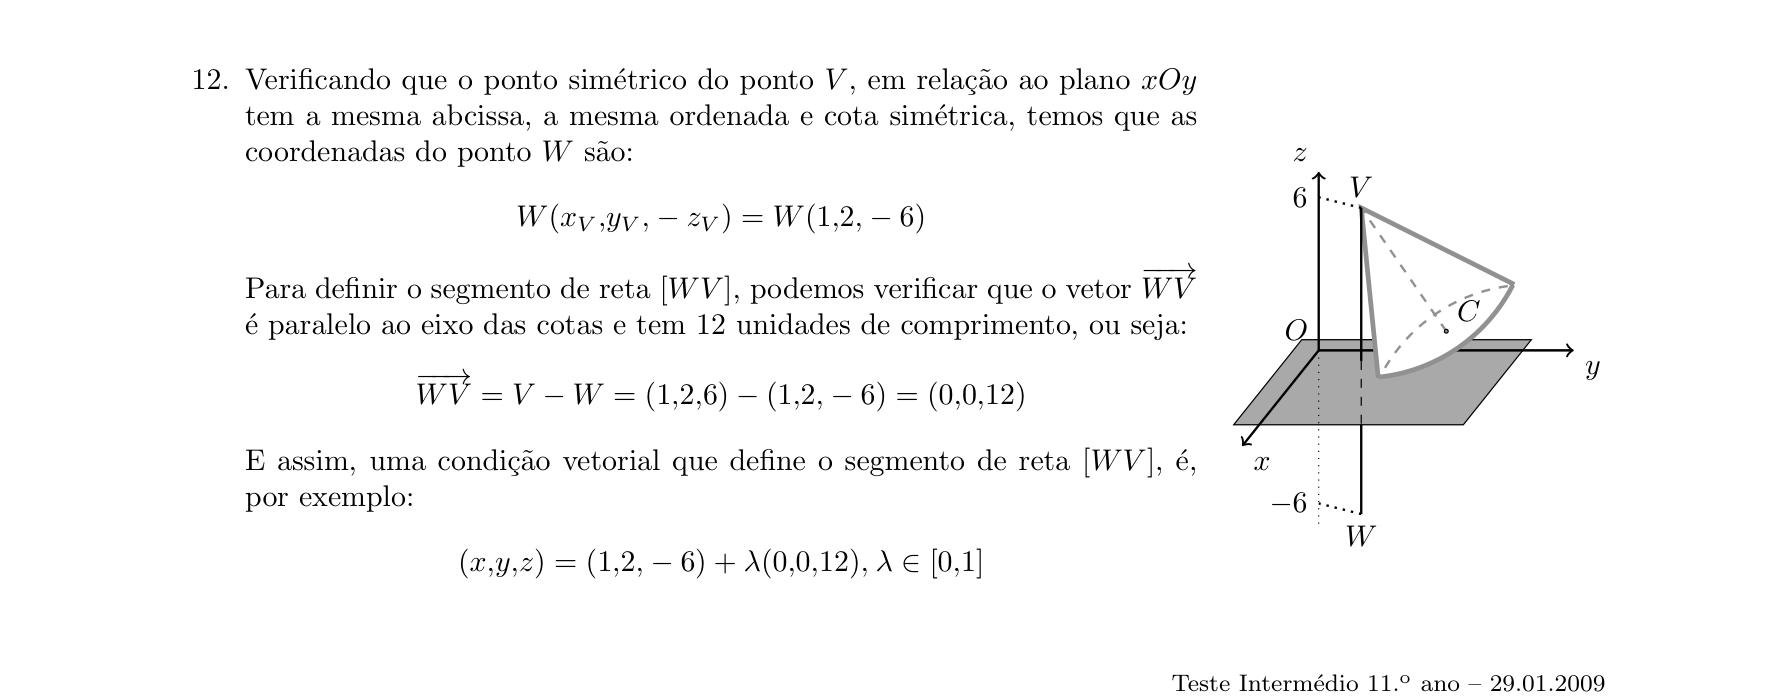 12. Verificando que o ponto simétrico do ponto V, em relação ao plano xOy
tem a mesma abcissa, a mesma ordenada e cota simétrica, temos que as
coordenadas do ponto W são:
W(x_V,y_V, − z_V) = W(1,2, − 6)
Para definir o segmento de reta [WV], podemos verificar que o vetor \overrightarrow{WV}
é paralelo ao eixo das cotas e tem 12 unidades de comprimento, ou seja:
\overrightarrow{WV} = V − W = (1,2,6) − (1,2, − 6) = (0,0,12)
E assim, uma condição vetorial que define o segmento de reta [WV], é,
por exemplo:
(x,y,z) = (1,2, − 6) + λ(0,0,12), λ ∈ [0,1]
z
V
6
C
O
y
x
−6
W
Teste Intermédio 11.º ano – 29.01.2009